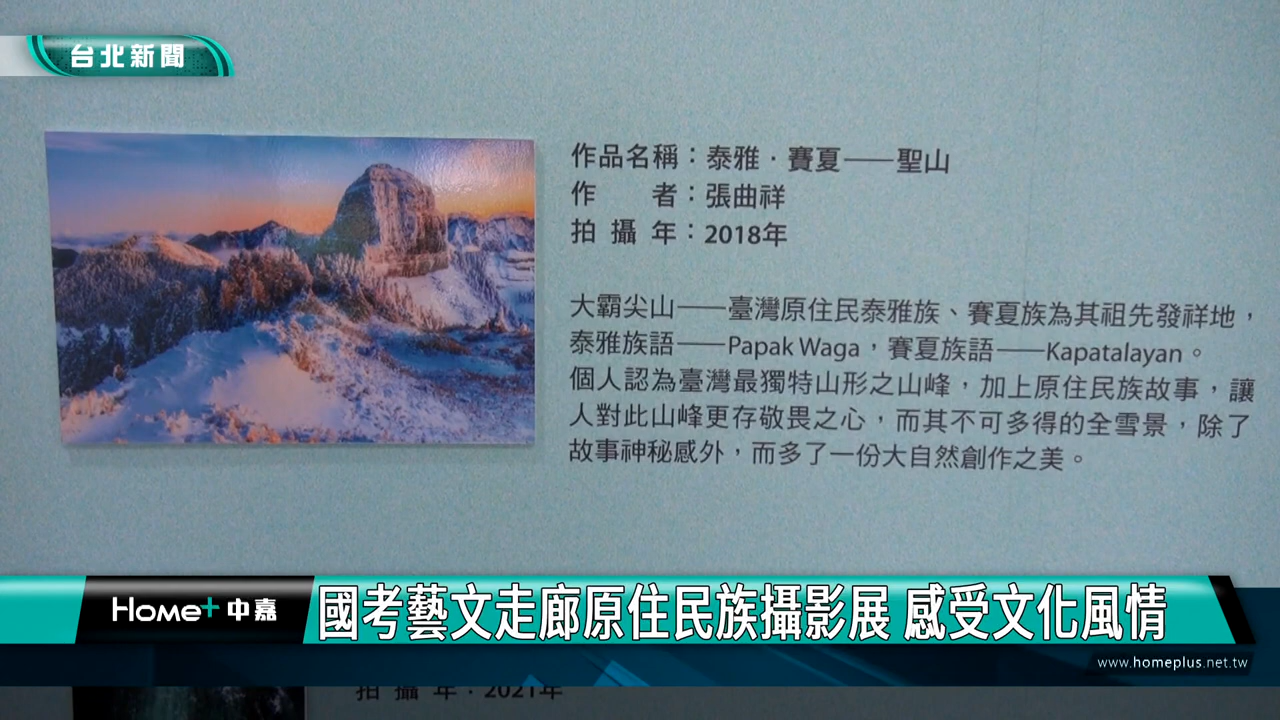 台北新聞
作品名稱：泰雅．賽夏——聖山
作　　者：張曲祥
拍 攝 年：2018年
大霸尖山——臺灣原住民泰雅族、賽夏族為其祖先發祥地，
泰雅族語——Papak Waga，賽夏族語——Kapatalayan。
個人認為臺灣最獨特山形之山峰，加上原住民族故事，讓
人對此山峰更存敬畏之心，而其不可多得的全雪景，除了
故事神秘感外，而多了一份大自然創作之美。
Home+ 中嘉
國考藝文走廊原住民族攝影展 感受文化風情
www.homeplus.net.tw
拍 攝 年：2021年